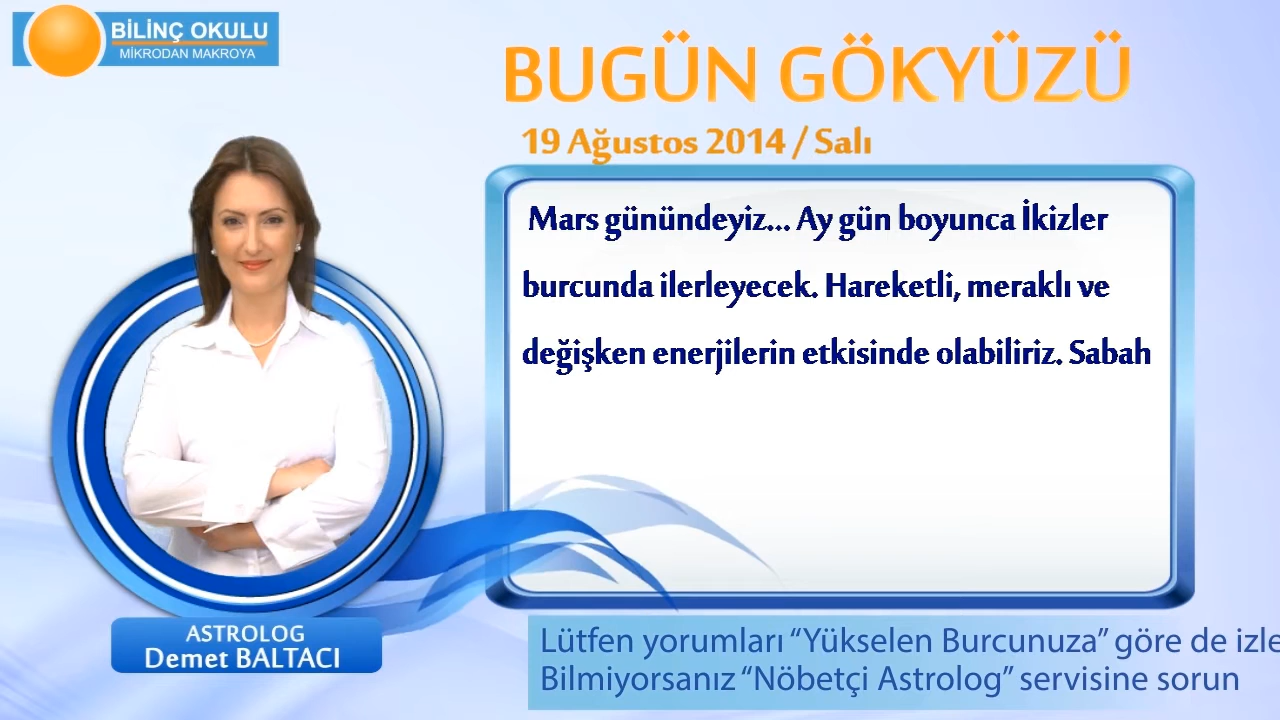 BİLİNÇ OKULU
MİKRODAN MAKROYA
BUGÜN GÖKYÜZÜ
19 Ağustos 2014 / Salı
Mars günündeyiz... Ay gün boyunca İkizler
burcunda ilerleyecek. Hareketli, meraklı ve
değişken enerjilerin etkisinde olabiliriz. Sabah
ASTROLOG
Demet BALTACI
Lütfen yorumları “Yükselen Burcunuza” göre de izle
Bilmiyorsanız “Nöbetçi Astrolog” servisine sorun